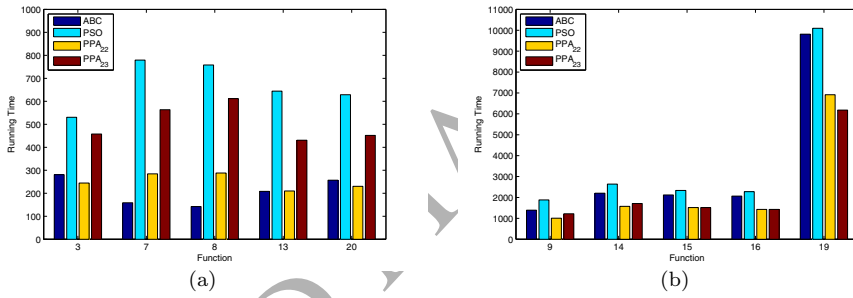 1000
900
800
700
600
500
400
300
200
100
0
Running Time
ABC
PSO
PPA22
PPA23
3 7 8 13 20
Function
(a)
11000
10000
9000
8000
7000
6000
5000
4000
3000
2000
1000
0
Running Time
ABC
PSO
PPA22
PPA23
9 14 15 16 19
Function
(b)